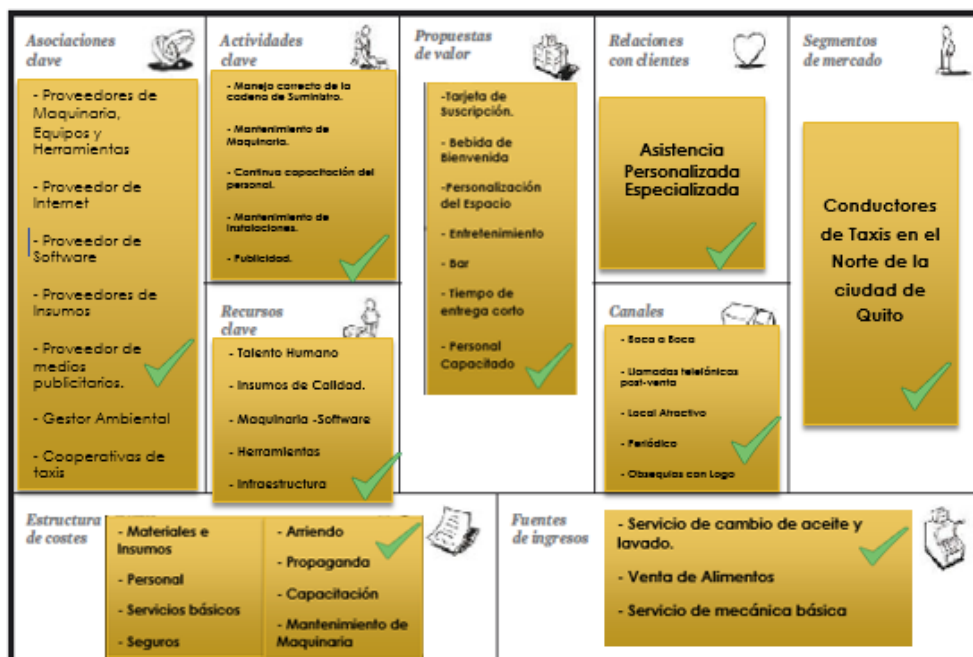 Asociaciones
clave
- Proveedores de
Maquinaria,
Equipos y
Herramientas
- Proveedor de
Internet
- Proveedor de
Software
- Proveedores de
Insumos
- Proveedor de
medios
publicitarios.
- Gestor Ambiental
- Cooperativas de
taxis
Actividades
clave
- Manejo correcto de la
cadena de Suministro.
- Mantenimiento de
Maquinaria.
- Continua capacitación del
personal.
- Mantenimiento de
Instalaciones.
- Publicidad.
Recursos
clave
- Talento Humano
- Insumos de Calidad.
- Maquinaria -Software
- Herramientas
- Infraestructura
Propuestas
de valor
-Tarjeta de
Suscripción.
- Bebida de
Bienvenida
-Personalización
del Espacio
- Entretenimiento
- Bar
- Tiempo de
entrega corto
- Personal
Capacitado
Relaciones
con clientes
Asistencia
Personalizada
Especializada
Canales
- Boca a Boca
- Llamadas telefónicas
post-venta
- Local Atractivo
- Periódico
- Obsequios con Logo
Segmentos
de mercado
Conductores
de Taxis en el
Norte de la
ciudad de
Quito
Estructura
de costes
- Materiales e
Insumos
- Personal
- Servicios básicos
- Seguros
- Arriendo
- Propaganda
- Capacitación
- Mantenimiento de
Maquinaria
Fuentes
de ingresos
- Servicio de cambio de aceite y
lavado.
- Venta de Alimentos
- Servicio de mecánica básica